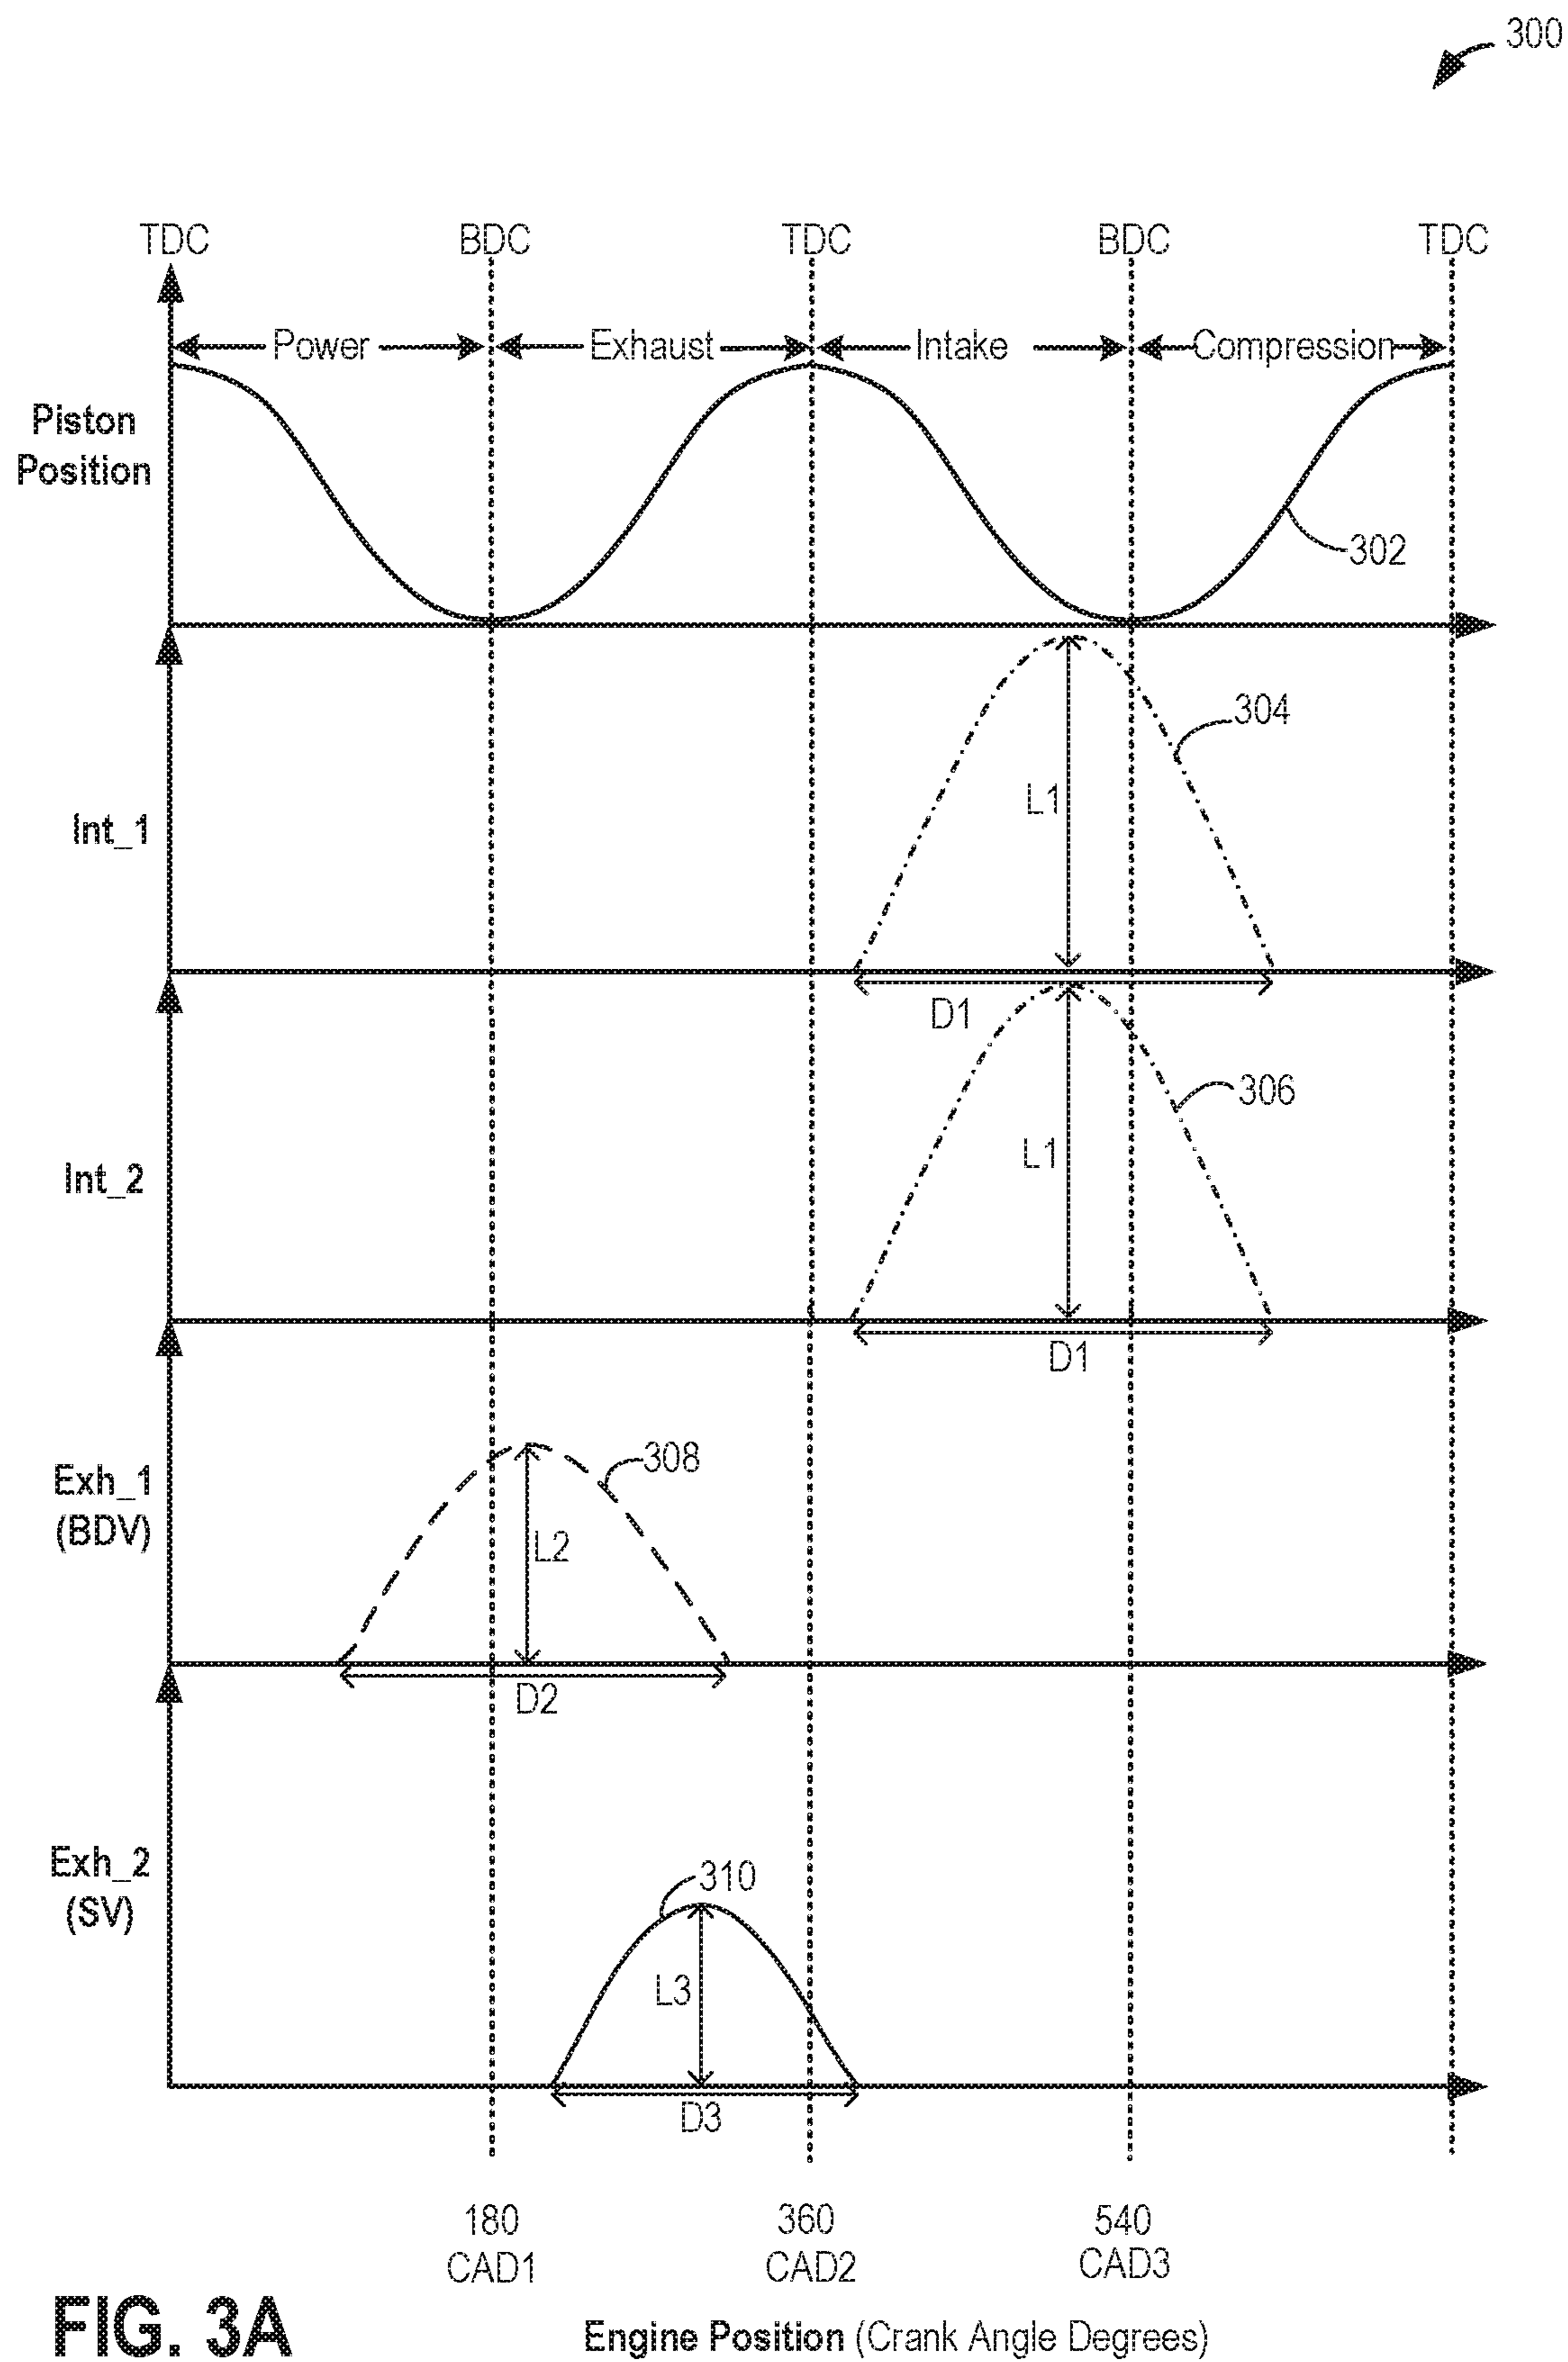 300
TDC BDC TDC BDC TDC
Power Exhaust Intake Compression
Piston
Position
302
304
L1
Int_1
D1
306
L1
Int_2
D1
308
Exh_1
(BDV)
L2
D2
310
Exh_2
(SV)
L3
D3
180 360 540
CAD1 CAD2 CAD3
FIG. 3A
Engine Position (Crank Angle Degrees)